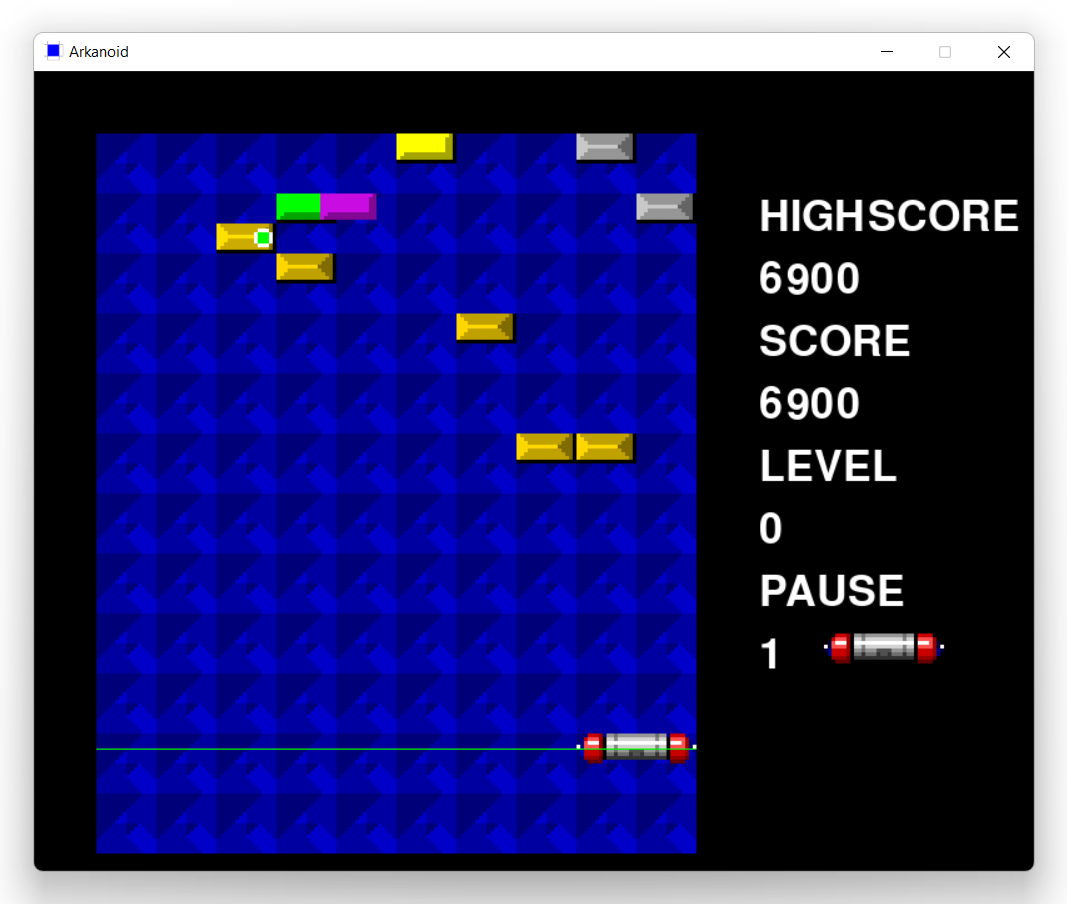 Arkanoid
HIGHSCORE
6900
SCORE
6900
LEVEL
0
PAUSE
1